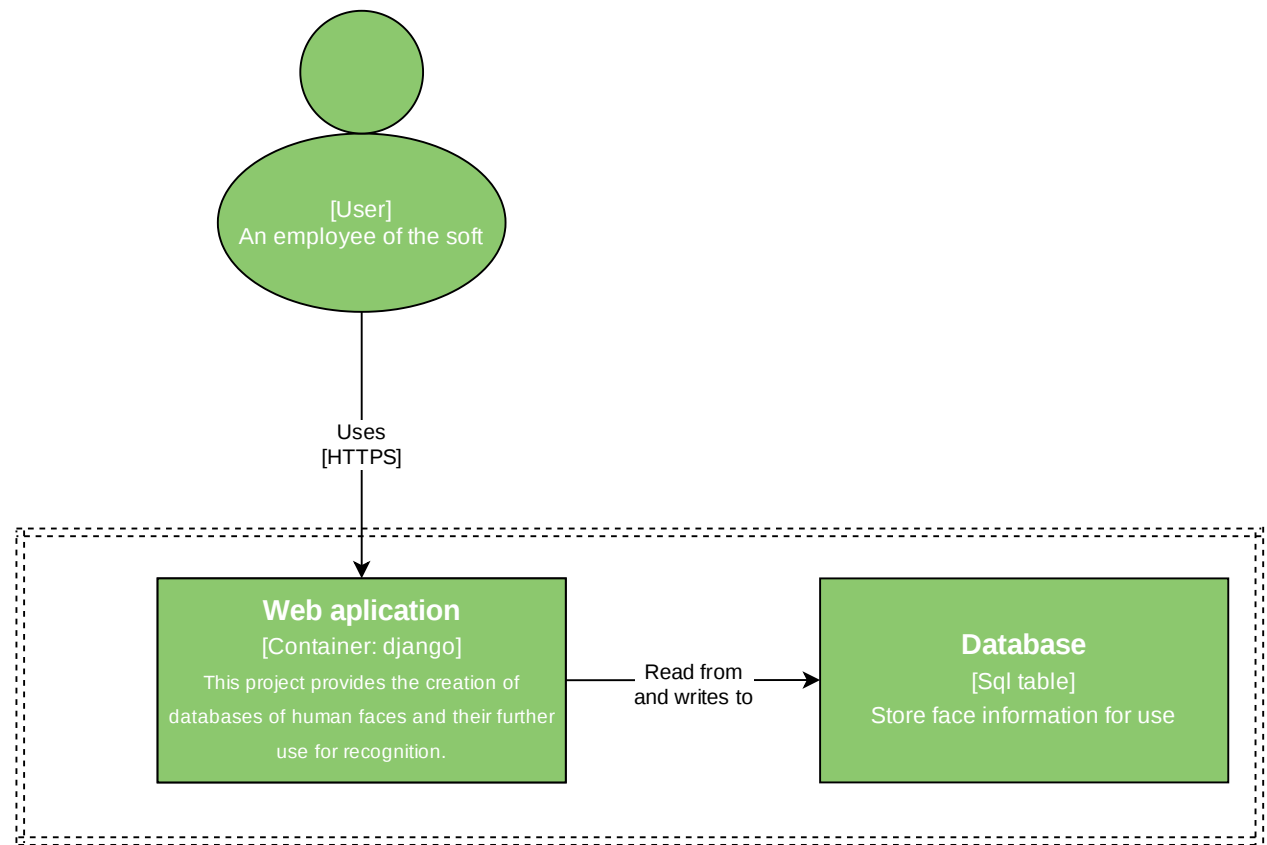 [User]
An employee of the soft
Uses
[HTTPS]
Web aplication
[Container: django]
This project provides the creation of
databases of human faces and their further
use for recognition.
Read from
and writes to
Database
[Sql table]
Store face information for use